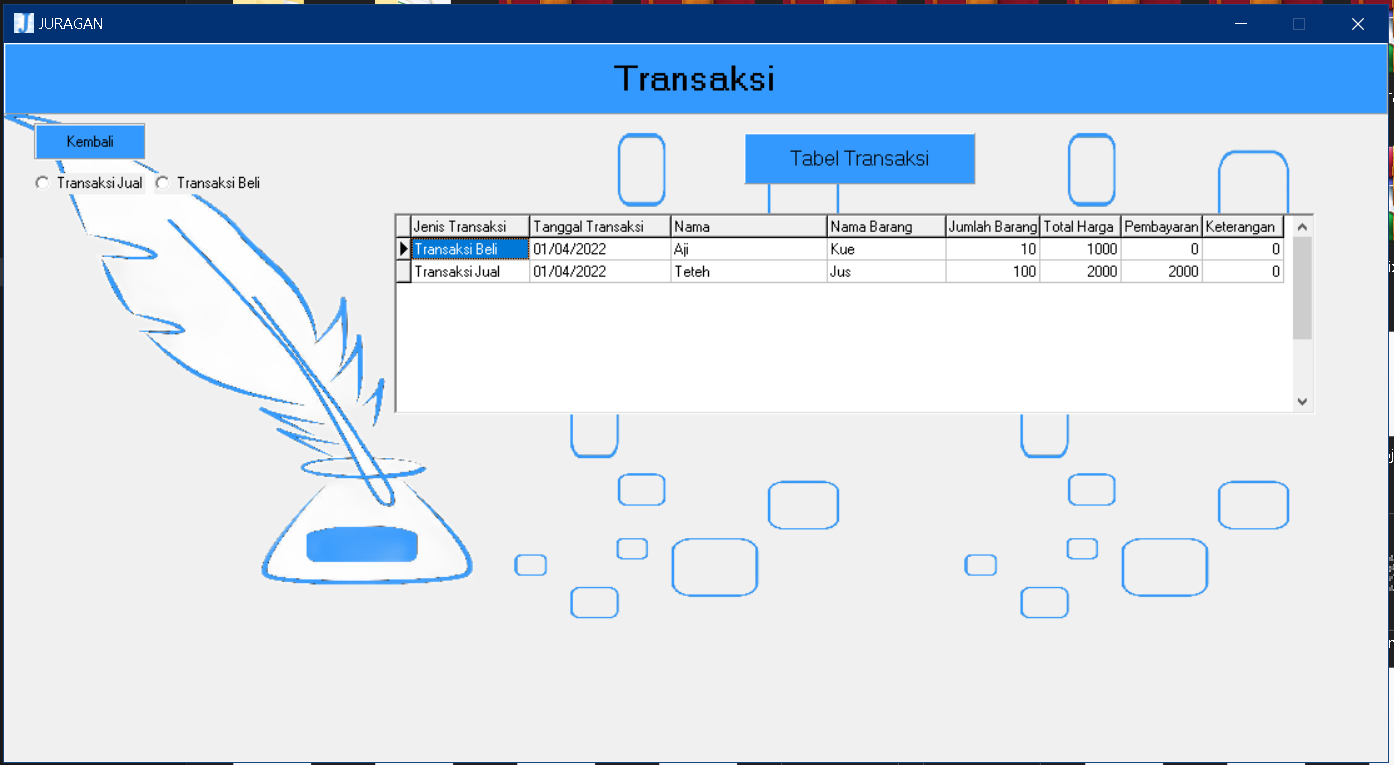 JURAGAN
Transaksi
Kembali
Tabel Transaksi
Transaksi Jual Transaksi Beli
Jenis Transaksi Tanggal Transaksi Nama Nama Barang Jumlah Barang Total Harga Pembayaran Keterangan
Transaksi Beli 01/04/2022 Aji Kue 10 1000 0 0
Transaksi Jual 01/04/2022 Teteh Jus 100 2000 2000 0